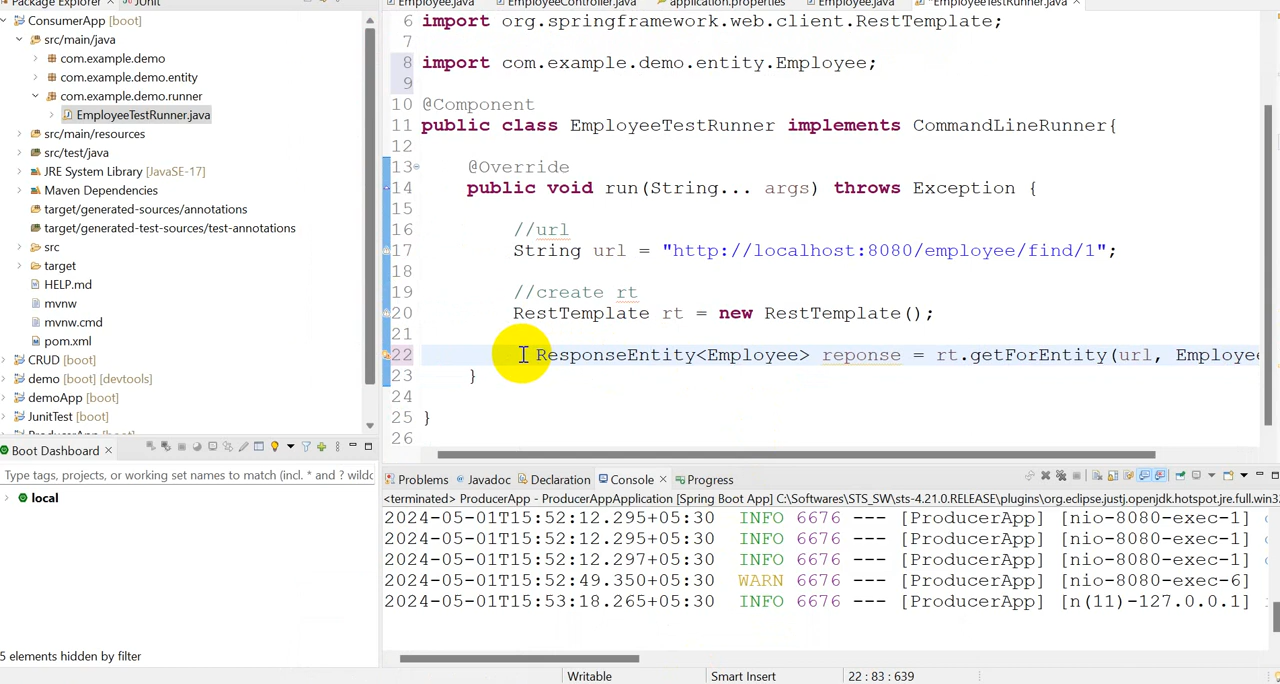 Package Explorer
JUnit
ConsumerApp [boot]
src/main/java
com.example.demo
com.example.demo.entity
com.example.demo.runner
EmployeeTestRunner.java
src/main/resources
src/test/java
JRE System Library [JavaSE-17]
Maven Dependencies
target/generated-sources/annotations
target/generated-test-sources/test-annotations
src
target
HELP.md
mvnw
mvnw.cmd
pom.xml
CRUD [boot]
demo [boot] [devtools]
demoApp [boot]
JunitTest [boot]
ProducerApp [boot]
Boot Dashboard
Type tags, projects, or working set names to match (incl. * and ? wildc
local
5 elements hidden by filter
Employee.java EmployeeController.java application.properties Employee.java *EmployeeTestRunner.java
6 import org.springframework.web.client.RestTemplate;
7
8 import com.example.demo.entity.Employee;
9
10 @Component
11 public class EmployeeTestRunner implements CommandLineRunner{
12
13 @Override
14 public void run(String... args) throws Exception {
15
16 //url
17 String url = "http://localhost:8080/employee/find/1";
18
19 //create rt
20 RestTemplate rt = new RestTemplate();
21
22 ResponseEntity<Employee> reponse = rt.getForEntity(url, Employee
23 }
24
25 }
26
Problems Javadoc Declaration Console Progress
<terminated> ProducerApp - ProducerAppApplication [Spring Boot App] C:\Softwares\STS_SW\sts-4.21.0.RELEASE\plugins\org.eclipse.justj.openjdk.hotspot.jre.full.win32
2024-05-01T15:52:12.295+05:30 INFO 6676 --- [ProducerApp] [nio-8080-exec-1]
2024-05-01T15:52:12.295+05:30 INFO 6676 --- [ProducerApp] [nio-8080-exec-1]
2024-05-01T15:52:12.297+05:30 INFO 6676 --- [ProducerApp] [nio-8080-exec-1]
2024-05-01T15:52:49.350+05:30 WARN 6676 --- [ProducerApp] [nio-8080-exec-6]
2024-05-01T15:53:18.265+05:30 INFO 6676 --- [ProducerApp] [n(11)-127.0.0.1]
Writable Smart Insert 22 : 83 : 639